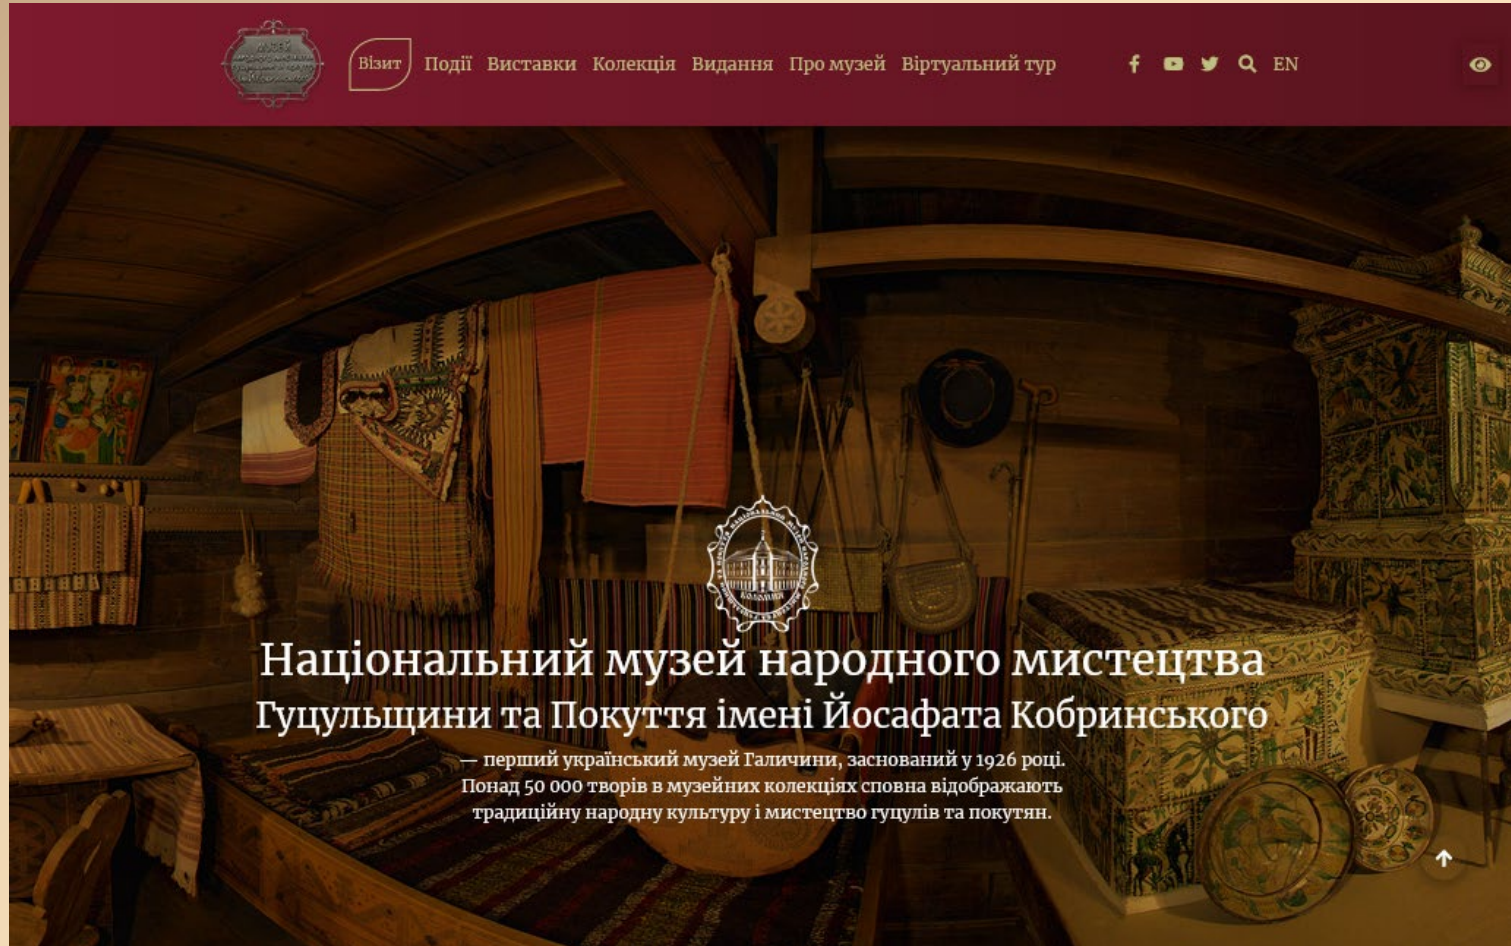 МУЗЕЙ
Візит
Події Виставки Колекція Видання Про музей Віртуальний тур
EN
КОЛОМИЯ
Національний музей народного мистецтва
Гуцульщини та Покуття імені Йосафата Кобринського
— перший український музей Галичини, заснований у 1926 році.
Понад 50 000 творів в музейних колекціях сповна відображають
традиційну народну культуру і мистецтво гуцулів та покутян.